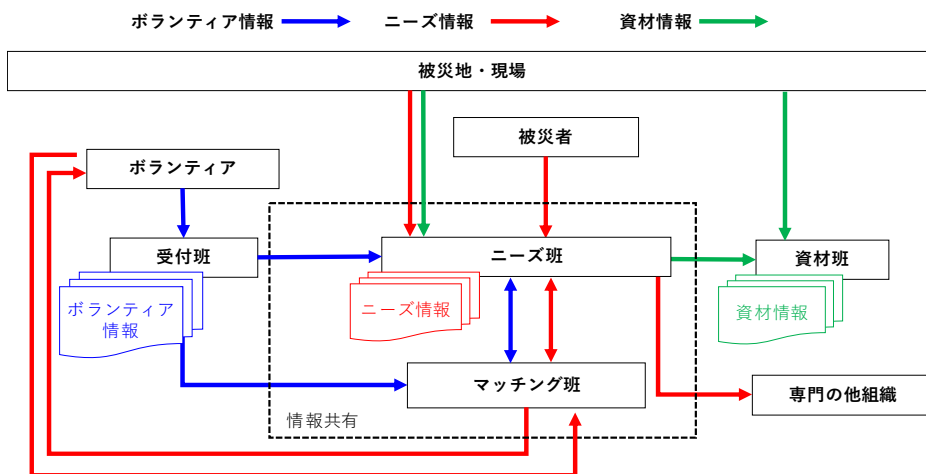 ボランティア情報
ニーズ情報
資材情報
被災地・現場
被災者
ボランティア
受付班
ニーズ班
資材班
ボランティア
情報
ニーズ情報
資材情報
マッチング班
専門の他組織
情報共有